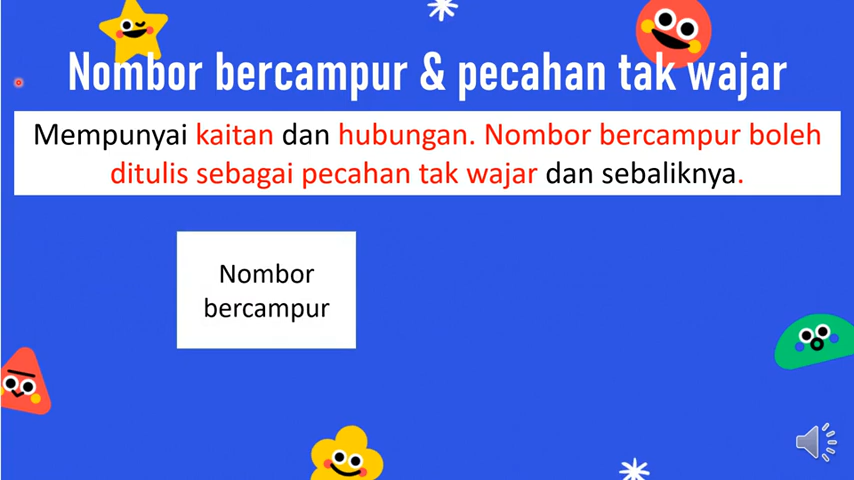 Nombor bercampur & pecahan tak wajar
Mempunyai kaitan dan hubungan. Nombor bercampur boleh
ditulis sebagai pecahan tak wajar dan sebaliknya.
Nombor
bercampur